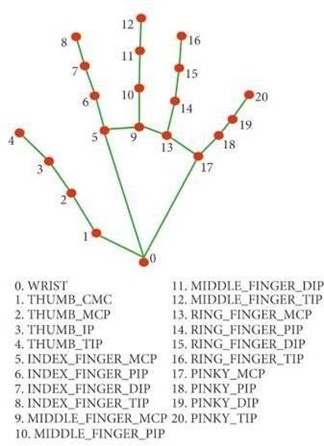 12
8
16
11
7
15
6
10
14
20
19
4
5
9
13
18
3
17
2
1
0
0. WRIST
1. THUMB_CMC
2. THUMB_MCP
3. THUMB_IP
4. THUMB_TIP
5. INDEX_FINGER_MCP
6. INDEX_FINGER_PIP
7. INDEX_FINGER_DIP
8. INDEX_FINGER_TIP
9. MIDDLE_FINGER_MCP
10. MIDDLE_FINGER_PIP
11. MIDDLE_FINGER_DIP
12. MIDDLE_FINGER_TIP
13. RING_FINGER_MCP
14. RING_FINGER_PIP
15. RING_FINGER_DIP
16. RING_FINGER_TIP
17. PINKY_MCP
18. PINKY_PIP
19. PINKY_DIP
20. PINKY_TIP